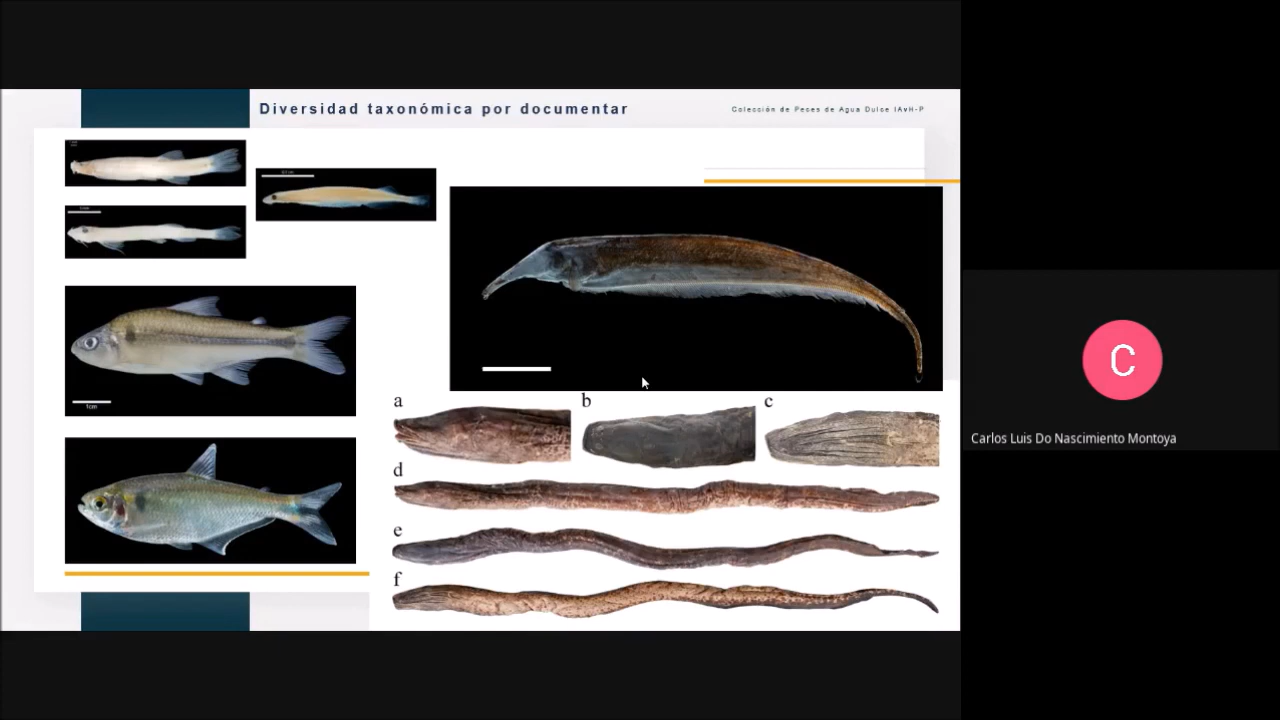 Diversidad taxonómica por documentar
Colección de Peces de Agua Dulce IAvH-P
1cm
a
b
c
d
e
f
C
Carlos Luis Do Nascimiento Montoya